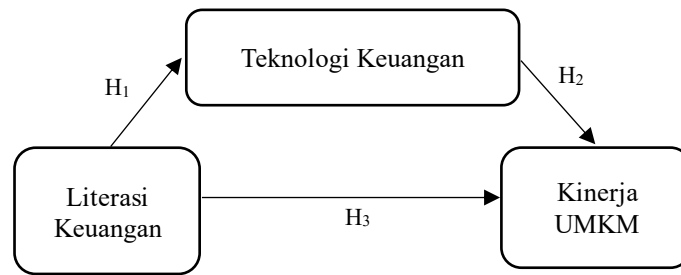 Teknologi Keuangan
H₁
H₂
Literasi
Keuangan
H₃
Kinerja
UMKM